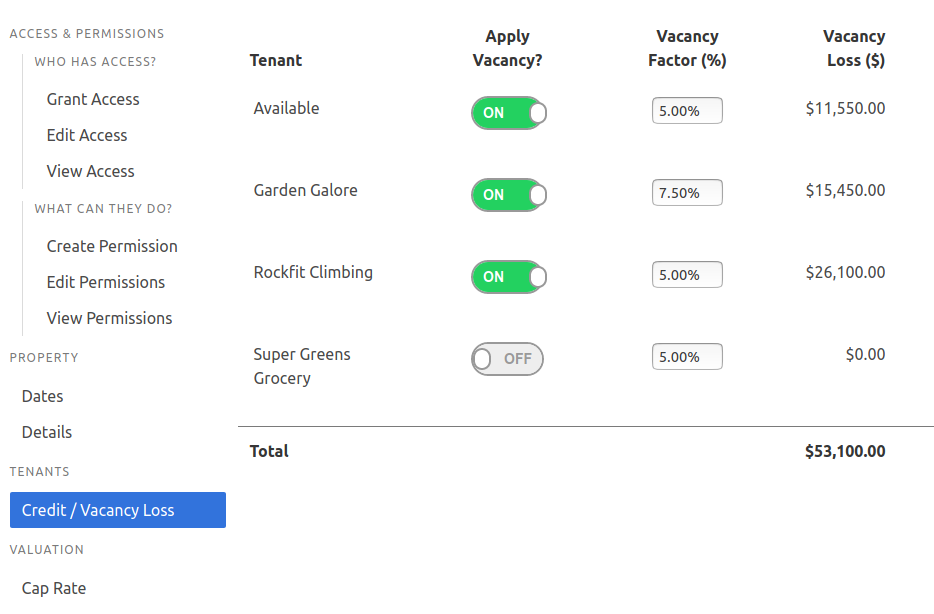 ACCESS & PERMISSIONS
WHO HAS ACCESS?
Grant Access
Edit Access
View Access
WHAT CAN THEY DO?
Create Permission
Edit Permissions
View Permissions
PROPERTY
Dates
Details
TENANTS
Credit / Vacancy Loss
VALUATION
Cap Rate
Tenant Apply Vacancy? Vacancy Factor (%) Vacancy Loss ($)
Available ON 5.00% $11,550.00
Garden Galore ON 7.50% $15,450.00
Rockfit Climbing ON 5.00% $26,100.00
Super Greens Grocery OFF 5.00% $0.00
Total $53,100.00